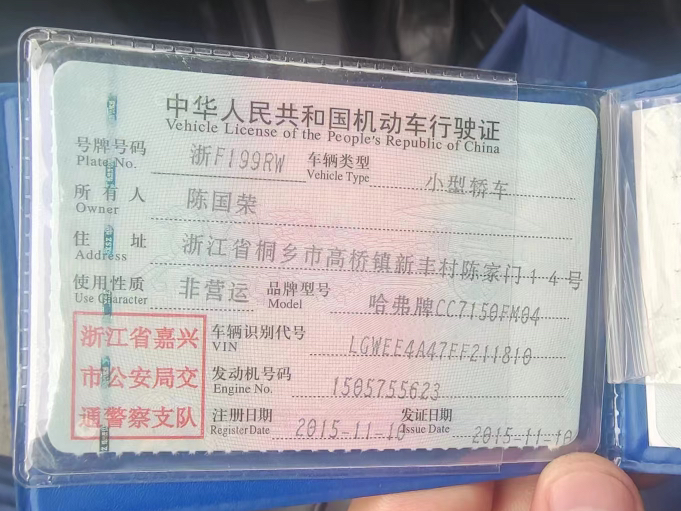 中华人民共和国机动车行驶证
Vehicle License of the People's Republic of China
号牌号码 浙F199RW 车辆类型 小型轿车
Plate No. Vehicle Type
所有人 陈国荣
Owner
住址 浙江省桐乡市高桥镇新丰村陈家门14号
Address
使用性质 非营运 品牌型号 哈弗牌CC7150FM04
Use Character Model
浙江省嘉兴
市公安局交
通警察支队
车辆识别代号 LGWEE4A47FF211810
VIN
发动机号码 1505755623
Engine No.
注册日期 2015-11-10 发证日期 2015-11-10
Register Date Issue Date